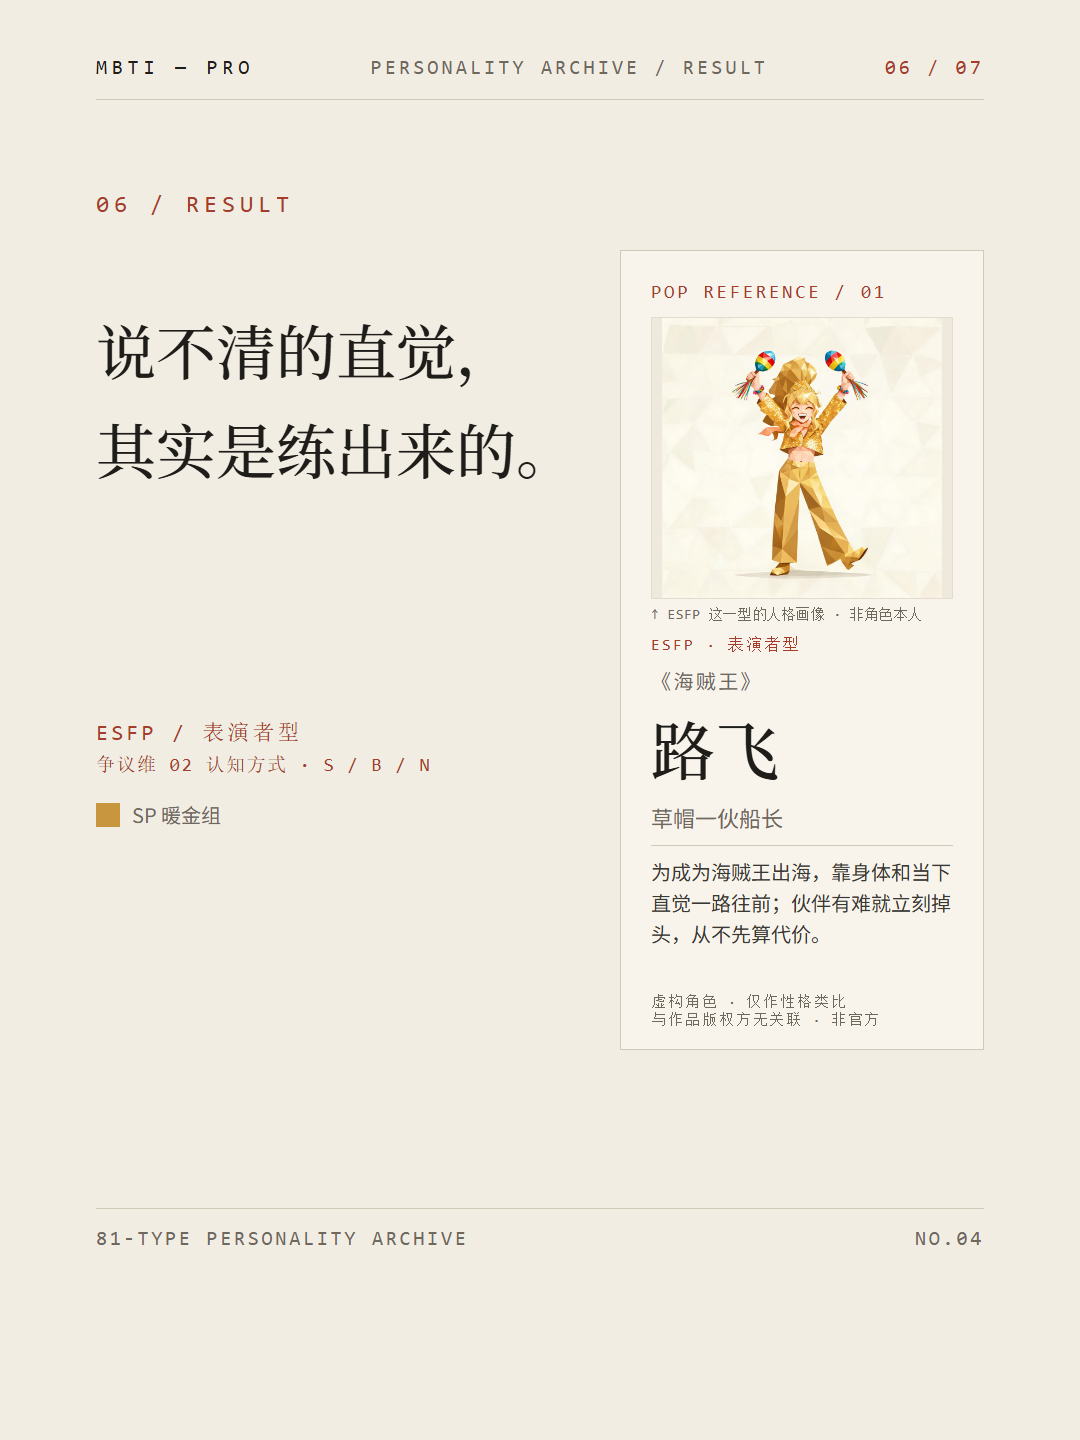 MBTI — PRO
PERSONALITY ARCHIVE / RESULT
06 / 07
06 / RESULT
说不清的直觉，
其实是练出来的。
ESFP / 表演者型
争议维 02 认知方式 · S / B / N
SP 暖金组
POP REFERENCE / 01
↑ ESFP 这一型的人格画像 · 非角色本人
ESFP · 表演者型
《海贼王》
路飞
草帽一伙船长
为成为海贼王出海，靠身体和当下
直觉一路往前；伙伴有难就立刻掉
头，从不先算代价。
虚构角色 · 仅作性格类比
与作品版权方无关联 · 非官方
81-TYPE PERSONALITY ARCHIVE
NO.04